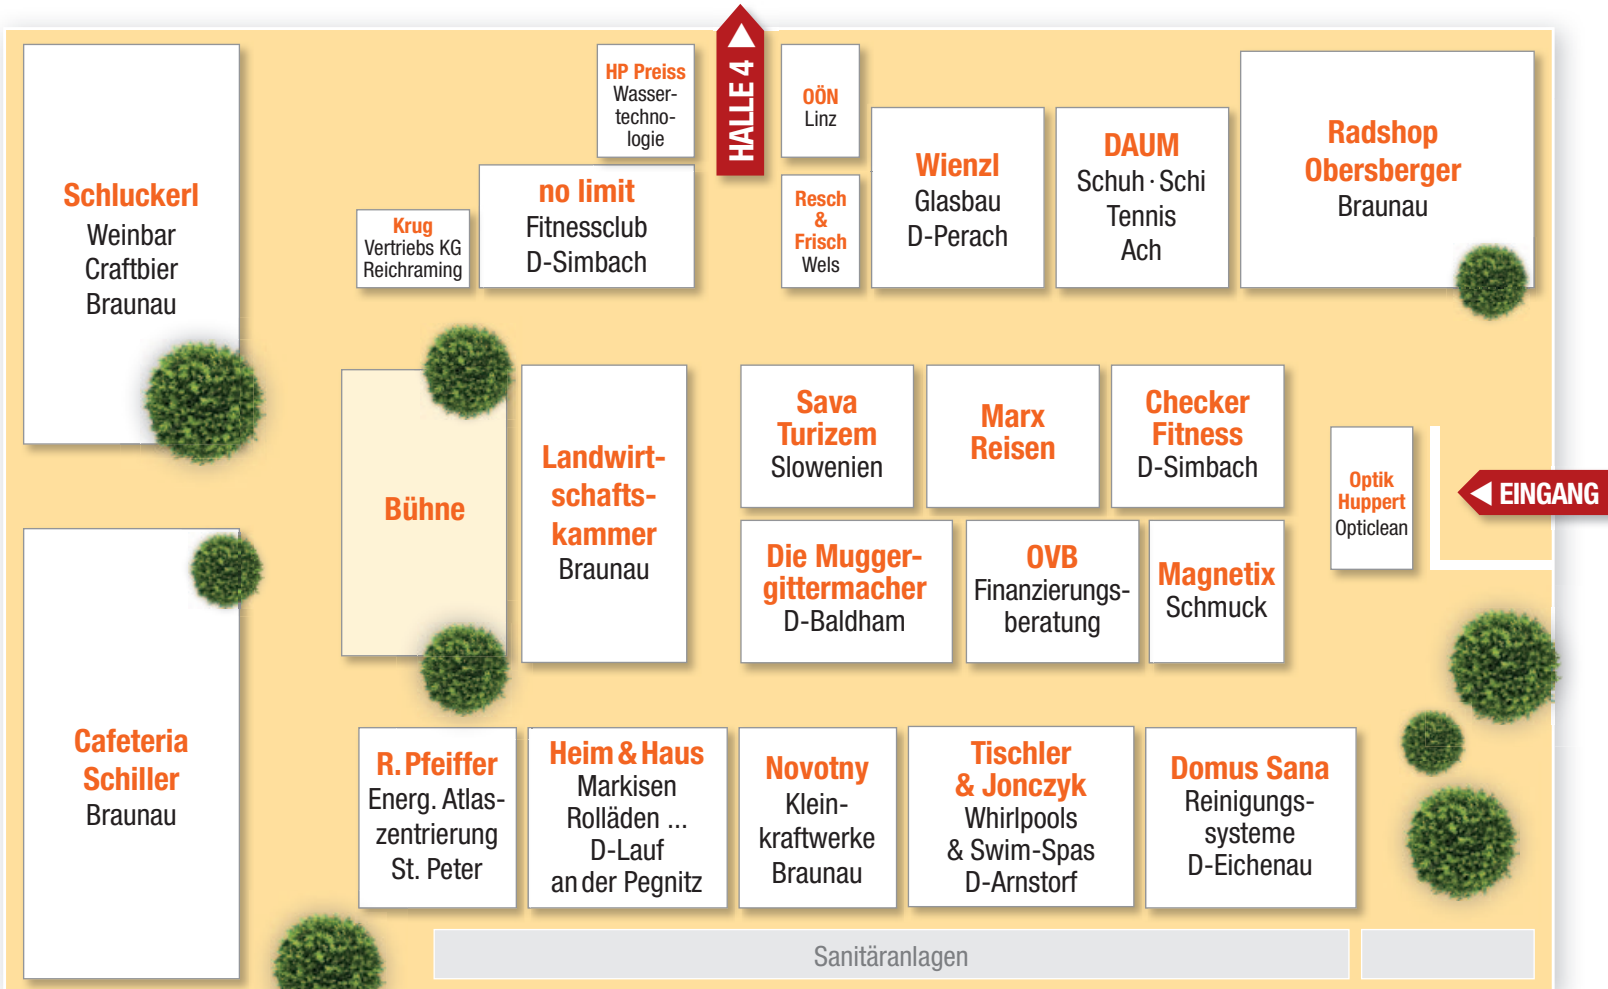 HALLE 4
HP Preiss
Wasser-
techno-
logie
OÖN
Linz
Schluckerl
Weinbar
Craftbier
Braunau
Krug
Vertriebs KG
Reichraming
no limit
Fitnessclub
D-Simbach
Resch
&
Frisch
Wels
Wienzl
Glasbau
D-Perach
DAUM
Schuh · Schi
Tennis
Ach
Radshop
Obersberger
Braunau
Bühne
Landwirt-
schafts-
kammer
Braunau
Sava
Turizem
Slowenien
Marx
Reisen
Checker
Fitness
D-Simbach
Optik
Huppert
Opticlean
EINGANG
Die Mugger-
gittermacher
D-Baldham
OVB
Finanzierungs-
beratung
Magnetix
Schmuck
Cafeteria
Schiller
Braunau
R. Pfeiffer
Energ. Atlas-
zentrierung
St. Peter
Heim & Haus
Markisen
Rolläden ...
D-Lauf
an der Pegnitz
Novotny
Klein-
kraftwerke
Braunau
Tischler
& Jonczyk
Whirlpools
& Swim-Spas
D-Arnstorf
Domus Sana
Reinigungs-
systeme
D-Eichenau
Sanitäranlagen